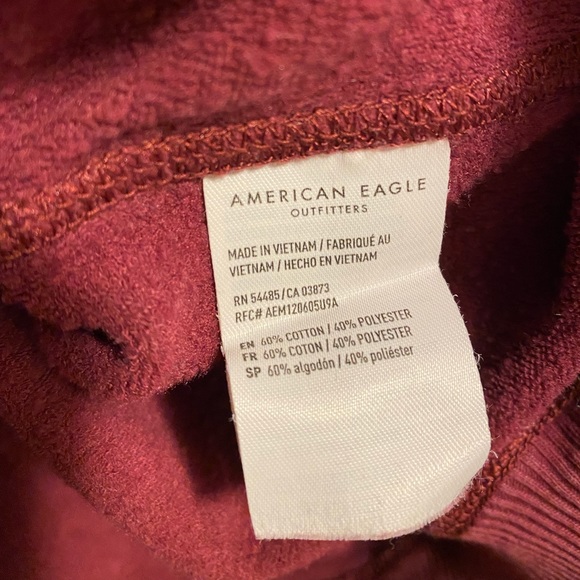 AMERICAN EAGLE
OUTFITTERS
MADE IN VIETNAM / FABRIQUÉ AU
VIETNAM / HECHO EN VIETNAM
RN 54485/CA 03873
RFC# AEM120605U9A
EN 60% COTTON / 40% POLYESTER
FR 60% COTON / 40% POLYESTER
SP 60% algodón / 40% poliéster